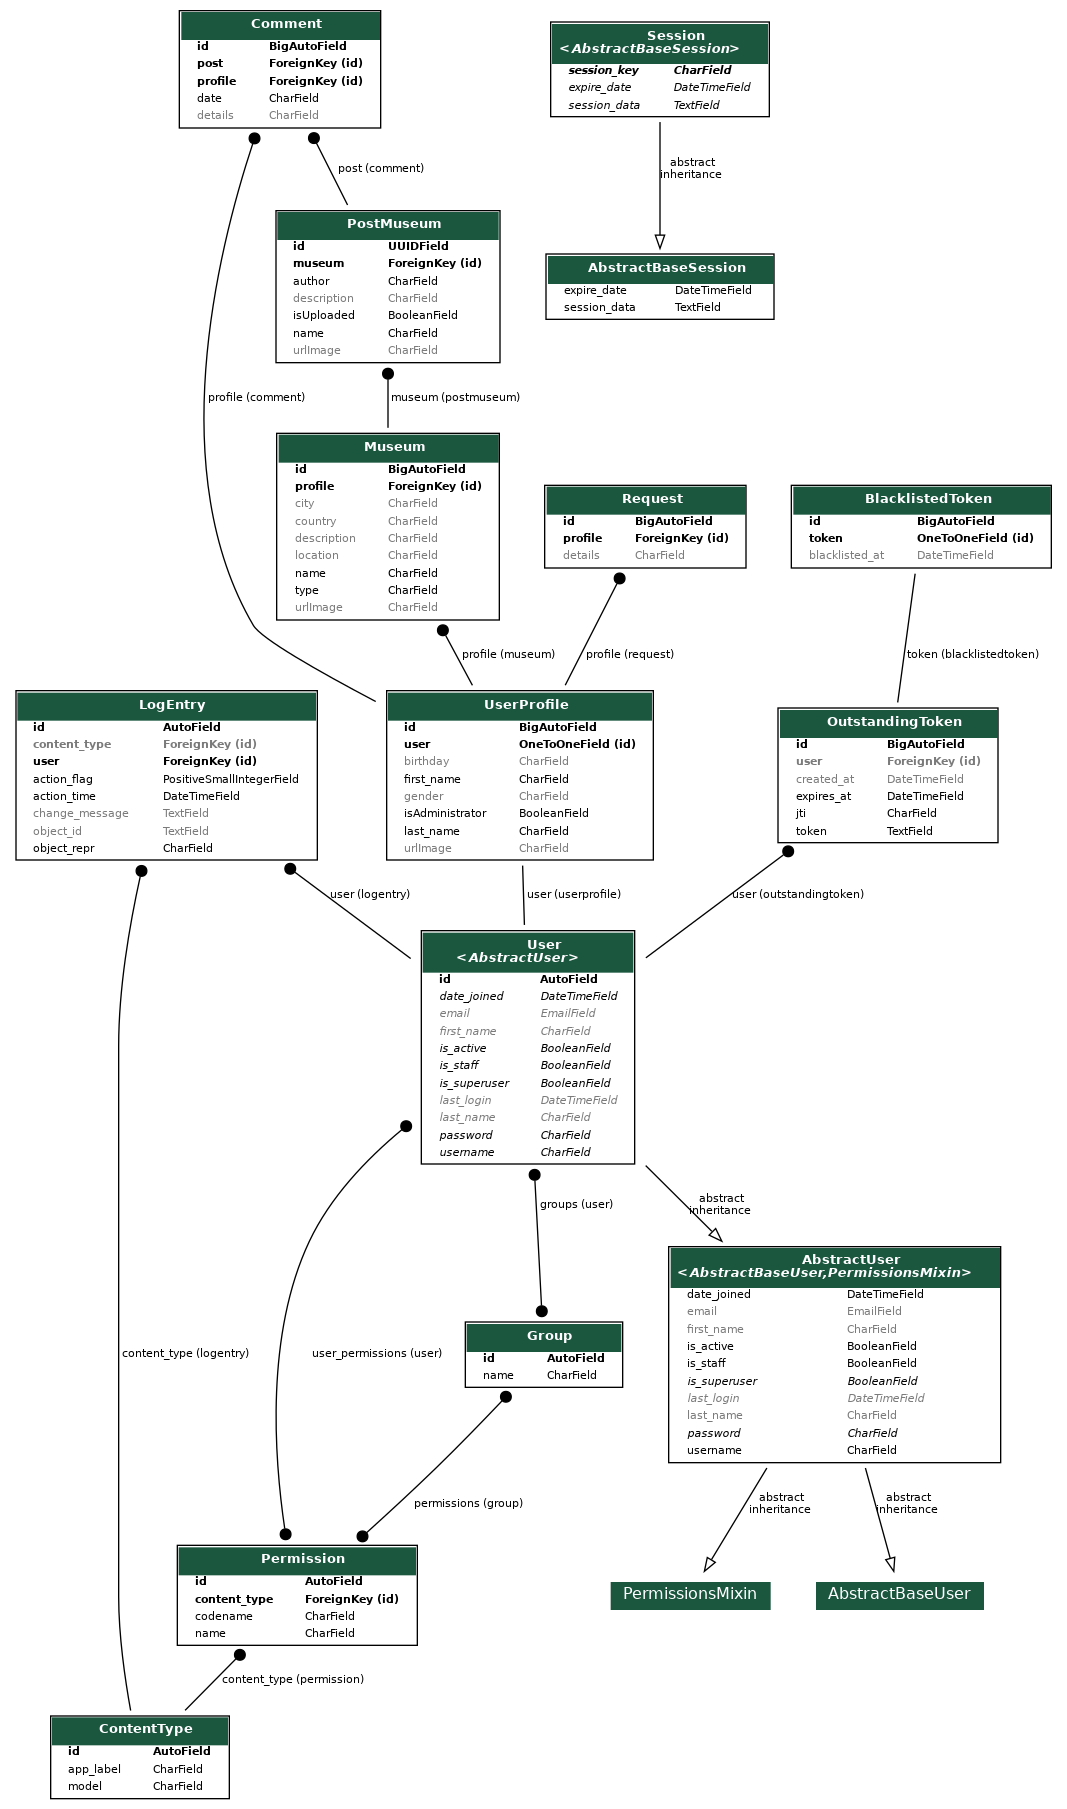 Comment
id BigAutoField
post ForeignKey (id)
profile ForeignKey (id)
date CharField
details CharField
Session
<AbstractBaseSession>
session_key CharField
expire_date DateTimeField
session_data TextField
post (comment)
abstract
inheritance
PostMuseum
id UUIDField
museum ForeignKey (id)
author CharField
description CharField
isUploaded BooleanField
name CharField
urlImage CharField
AbstractBaseSession
expire_date DateTimeField
session_data TextField
profile (comment)
museum (postmuseum)
Museum
id BigAutoField
profile ForeignKey (id)
city CharField
country CharField
description CharField
location CharField
name CharField
type CharField
urlImage CharField
Request
id BigAutoField
profile ForeignKey (id)
details CharField
BlacklistedToken
id BigAutoField
token OneToOneField (id)
blacklisted_at DateTimeField
profile (museum)
profile (request)
token (blacklistedtoken)
LogEntry
id AutoField
content_type ForeignKey (id)
user ForeignKey (id)
action_flag PositiveSmallIntegerField
action_time DateTimeField
change_message TextField
object_id TextField
object_repr CharField
UserProfile
id BigAutoField
user OneToOneField (id)
birthday CharField
first_name CharField
gender CharField
isAdministrator BooleanField
last_name CharField
urlImage CharField
OutstandingToken
id BigAutoField
user ForeignKey (id)
created_at DateTimeField
expires_at DateTimeField
jti CharField
token TextField
user (logentry)
user (userprofile)
user (outstandingtoken)
User
<AbstractUser>
id AutoField
date_joined DateTimeField
email EmailField
first_name CharField
is_active BooleanField
is_staff BooleanField
is_superuser BooleanField
last_login DateTimeField
last_name CharField
password CharField
username CharField
groups (user)
abstract
inheritance
AbstractUser
<AbstractBaseUser,PermissionsMixin>
date_joined DateTimeField
email EmailField
first_name CharField
is_active BooleanField
is_staff BooleanField
is_superuser BooleanField
last_login DateTimeField
last_name CharField
password CharField
username CharField
content_type (logentry)
user_permissions (user)
Group
id AutoField
name CharField
permissions (group)
abstract
inheritance
abstract
inheritance
Permission
id AutoField
content_type ForeignKey (id)
codename CharField
name CharField
PermissionsMixin
AbstractBaseUser
content_type (permission)
ContentType
id AutoField
app_label CharField
model CharField